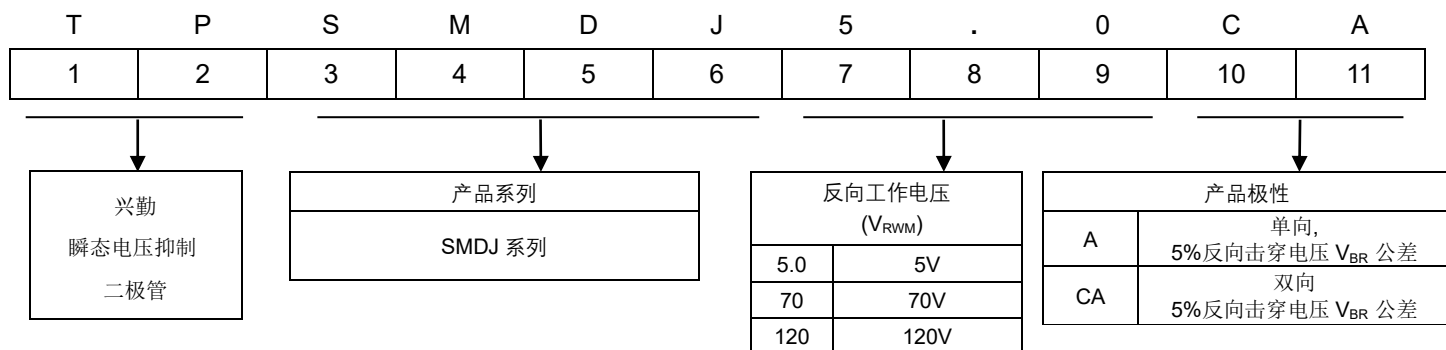 T P S M D J 5 . 0 C A
1 2 3 4 5 6 7 8 9 10 11
兴勤
瞬态电压抑制
二极管
产品系列
SMDJ 系列
反向工作电压
(VRWM)
5.0 5V
70 70V
120 120V
产品极性
A 单向,
5%反向击穿电压 VBR 公差
CA 双向
5%反向击穿电压 VBR 公差